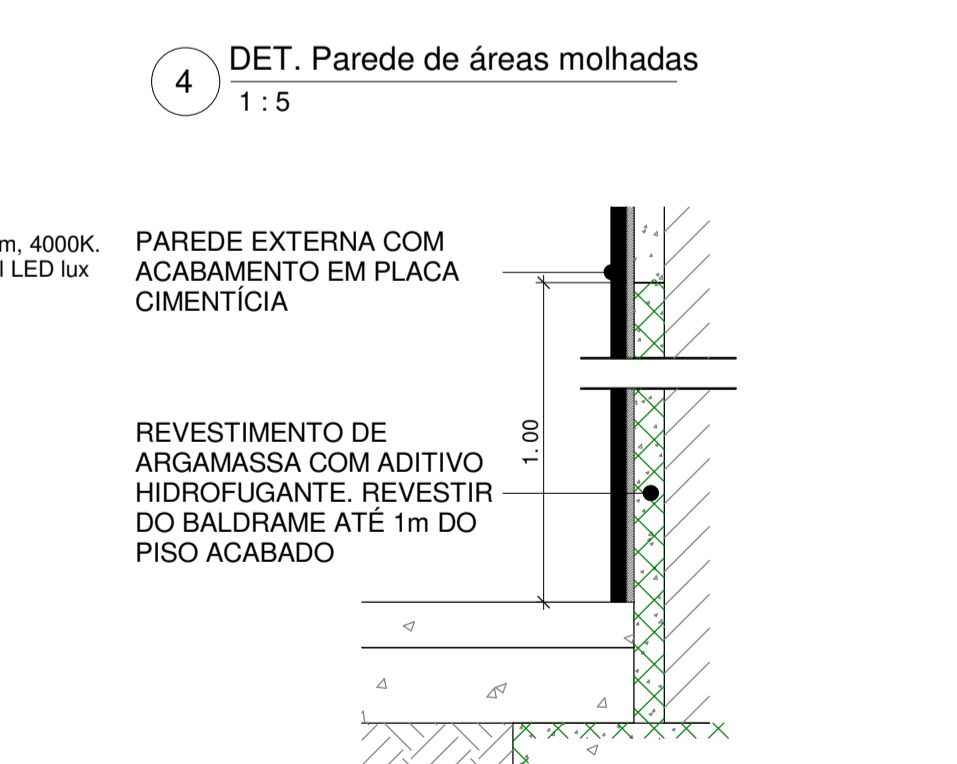 4
DET. Parede de áreas molhadas
1 : 5
m, 4000K.
l LED lux
PAREDE EXTERNA COM
ACABAMENTO EM PLACA
CIMENTÍCIA
REVESTIMENTO DE
ARGAMASSA COM ADITIVO
HIDROFUGANTE. REVESTIR
DO BALDRAME ATÉ 1m DO
PISO ACABADO
1.00